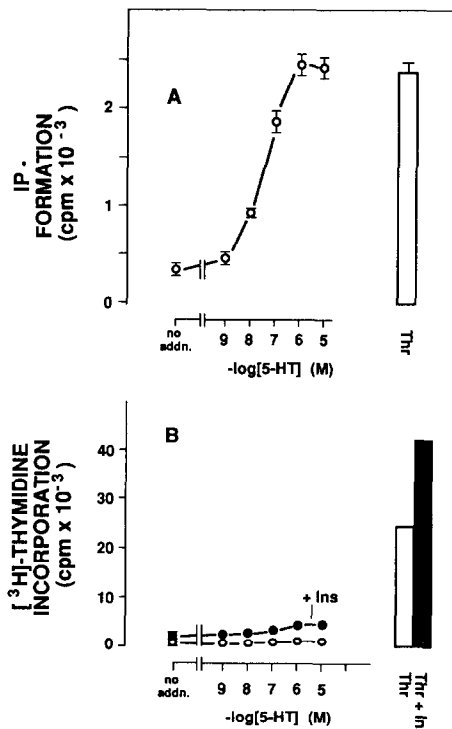 A
IP -
FORMATION
(cpm x 10⁻³)
2
1
0
no
addn.
9 8 7 6 5
-log[5-HT] (M)
Thr
B
[³H]-THYMIDINE
INCORPORATION
(cpm x 10⁻³)
40
30
20
10
0
+ Ins
no
addn.
9 8 7 6 5
-log[5-HT] (M)
Thr
Thr + In